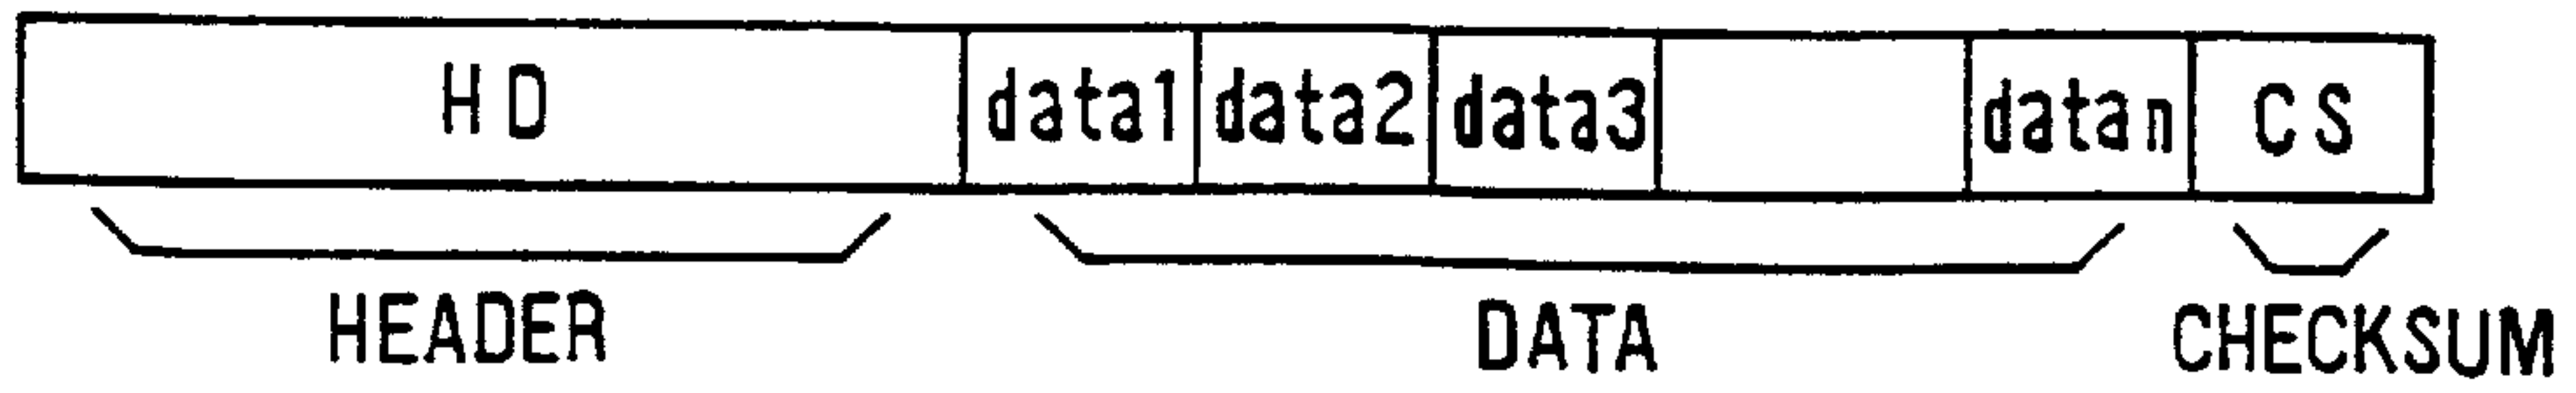 HD data1 data2 data3 datan CS
HEADER DATA CHECKSUM